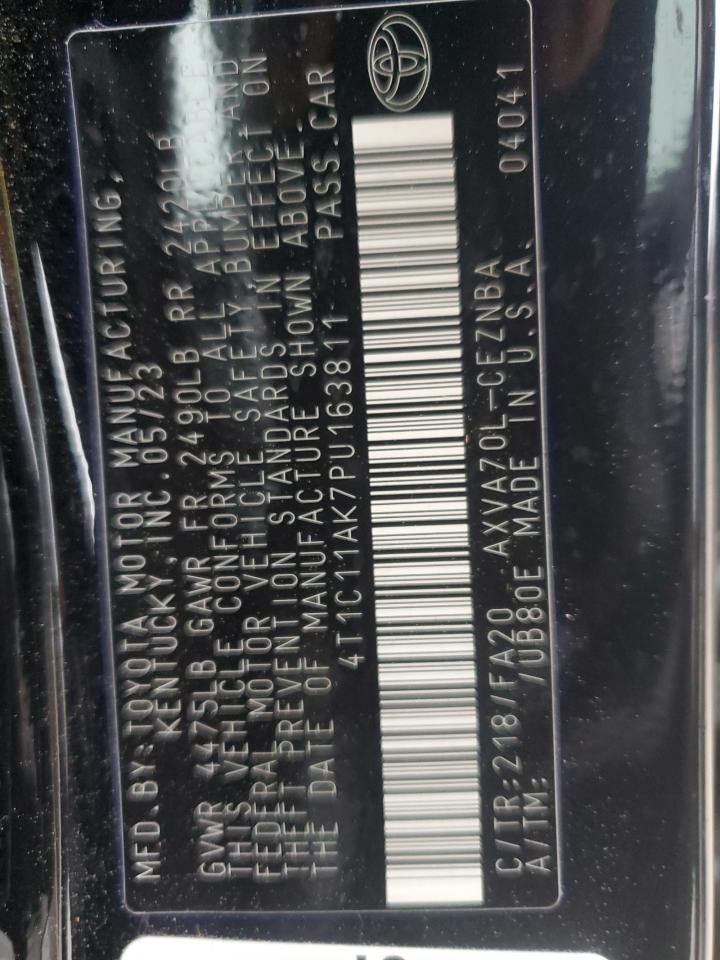 MFD.BY:TOYOTA MOTOR MANUFACTURING,
KENTUCKY, INC.05/23
GVWR 4475LB GAWR FR 2490LB RR 2420LB
THIS VEHICLE CONFORMS TO ALL APPLICABLE
FEDERAL MOTOR VEHICLE SAFETY, BUMPER, AND
THEFT PREVENTION STANDARDS IN EFFECT ON
THE DATE OF MANUFACTURE SHOWN ABOVE.
4T1C11AK7PU163811 PASS.CAR
C/TR:218/FA20 AXVA70L-CEZNBA
A/TM: /UB80E MADE IN U.S.A. 04041